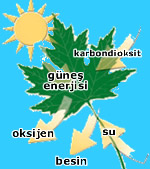 karbondioksit
güneş
enerjisi
oksijen
su
besin